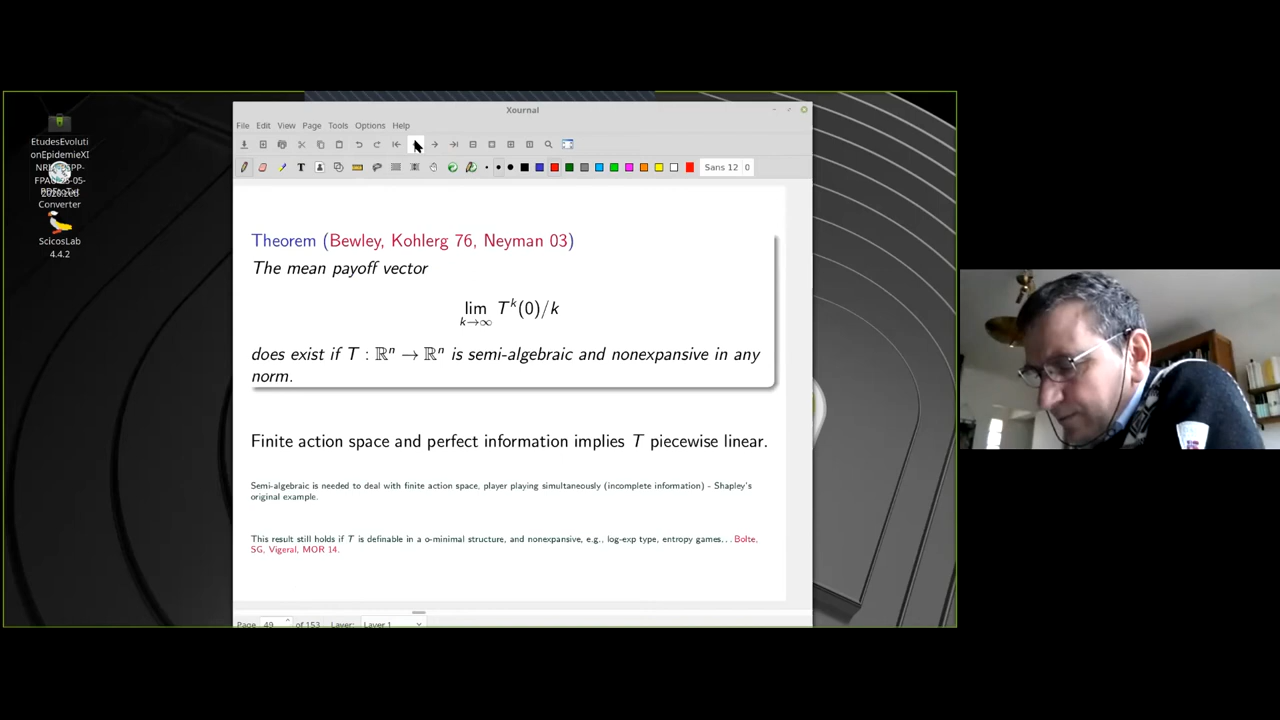 Xournal
File Edit View Page Tools Options Help
Sans 12
EtudesEvoluti
onEpidemieXI
Converter
ScicosLab
4.4.2
Theorem (Bewley, Kohlerg 76, Neyman 03)
The mean payoff vector
lim T^k(0)/k
k→∞
does exist if T : ℝⁿ → ℝⁿ is semi-algebraic and nonexpansive in any
norm.
Finite action space and perfect information implies T piecewise linear.
Semi-algebraic is needed to deal with finite action space, player playing simultaneously (incomplete information) - Shapley's
original example.
This result still holds if T is definable in a o-minimal structure, and nonexpansive, e.g., log-exp type, entropy games... Bolte,
SG, Vigeral, MOR 14.
Page 49 of 153 Layer: Layer 1